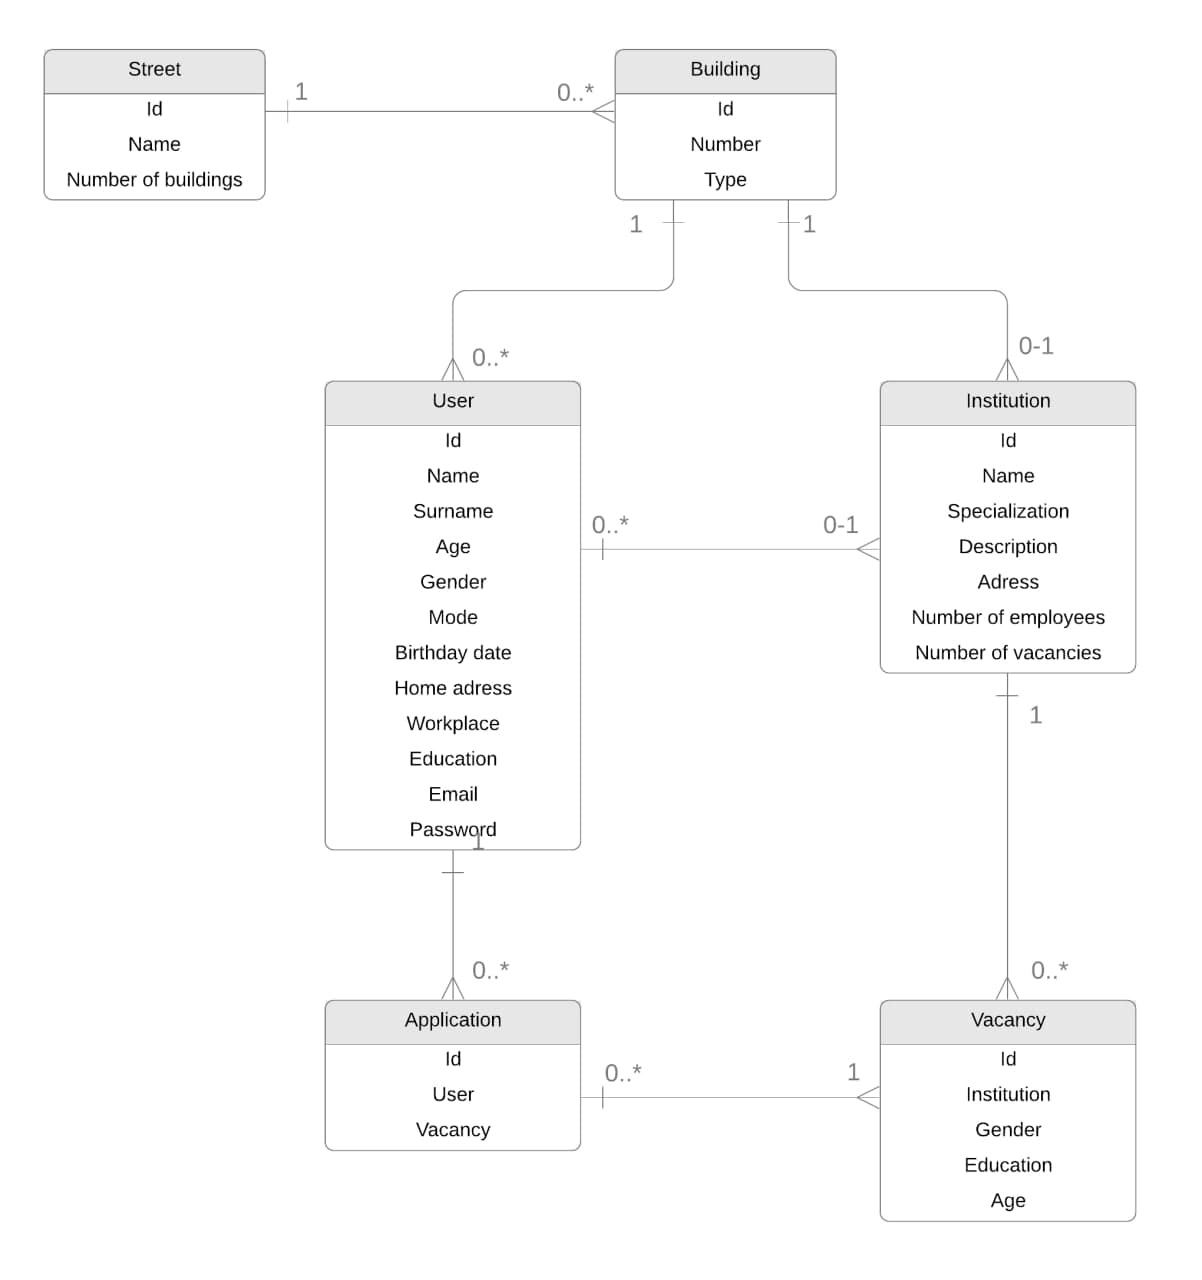 Street
Id
Name
Number of buildings
1
0..*
Building
Id
Number
Type
1
1
0..*
0-1
User
Id
Name
Surname
Age
Gender
Mode
Birthday date
Home adress
Workplace
Education
Email
Password
1
0..*
0-1
Institution
Id
Name
Specialization
Description
Adress
Number of employees
Number of vacancies
1
0..*
0..*
Application
Id
User
Vacancy
0..*
1
Vacancy
Id
Institution
Gender
Education
Age